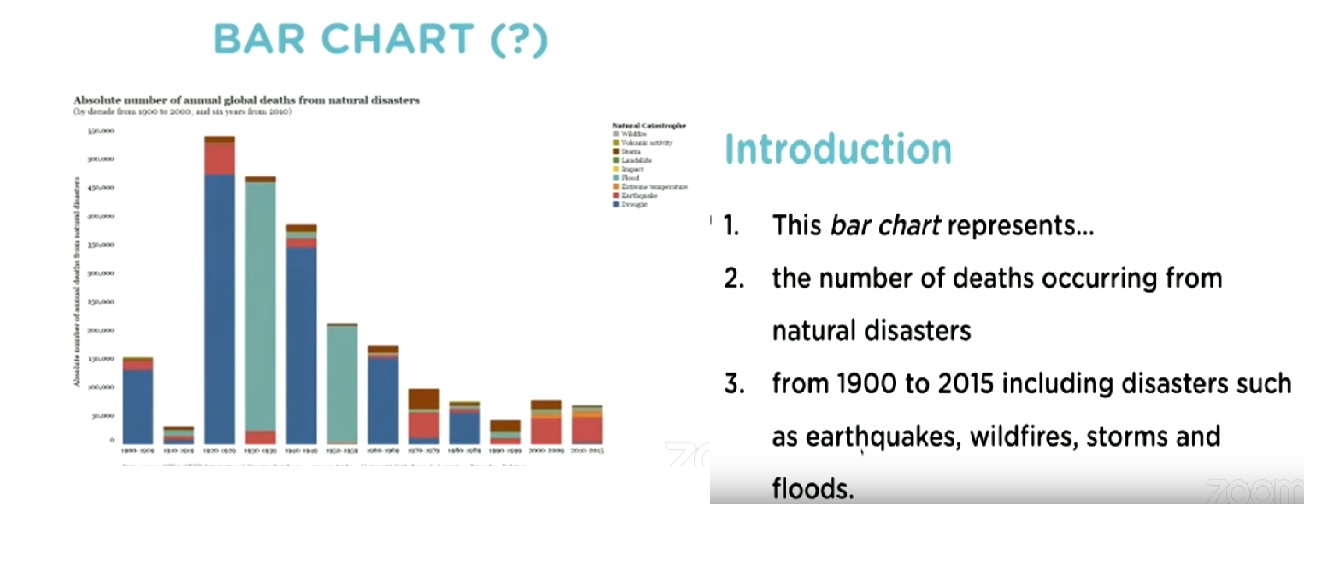 BAR CHART (?)
Absolute number of annual global deaths from natural disasters
(by decade from 1900 to 2000, and six years from 2010)
Absolute number of annual deaths from natural disasters
550,000
500,000
450,000
400,000
350,000
300,000
250,000
200,000
150,000
100,000
50,000
0
1900-1909 1910-1919 1920-1929 1930-1939 1940-1949 1950-1959 1960-1969 1970-1979 1980-1989 1990-1999 2000-2009 2010-2015
Natural Catastrophe
Wildfire
Volcanic activity
Storm
Landslide
Impact
Flood
Extreme temperature
Earthquake
Drought
Introduction
1. This bar chart represents...
2. the number of deaths occurring from
natural disasters
3. from 1900 to 2015 including disasters such
as earthquakes, wildfires, storms and
floods.
zoom